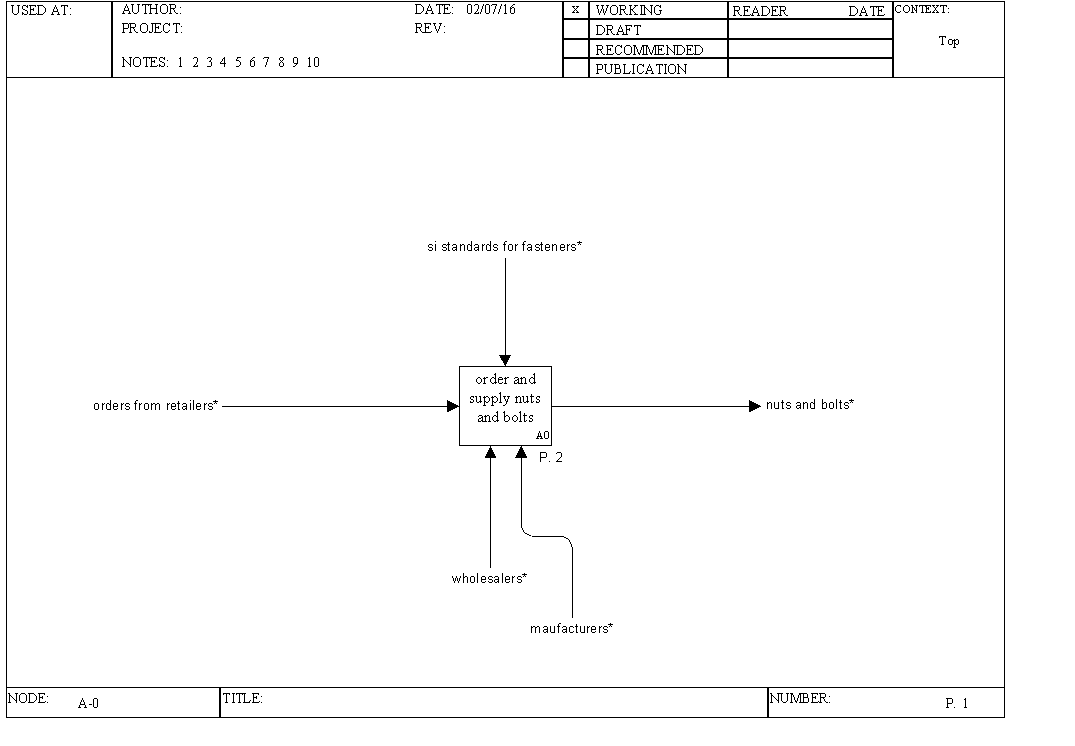 USED AT:
AUTHOR:
DATE: 02/07/16
PROJECT:
REV:
NOTES: 1 2 3 4 5 6 7 8 9 10
x WORKING
DRAFT
RECOMMENDED
PUBLICATION
READER DATE
CONTEXT:
Top
si standards for fasteners*
order and
supply nuts
and bolts
A0
P. 2
orders from retailers*
nuts and bolts*
wholesalers*
maufacturers*
NODE: A-0
TITLE:
NUMBER: P. 1